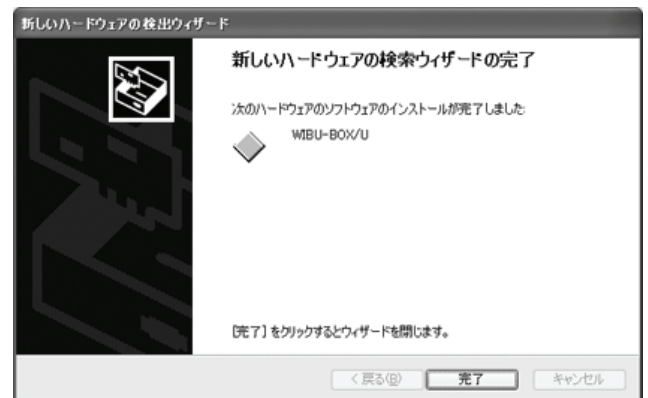 新しいハードウェアの検出ウィザード
新しいハードウェアの検索ウィザードの完了
次のハードウェアのソフトウェアのインストールが完了しました:
WIBU-BOX/U
[完了] をクリックするとウィザードを閉じます。
< 戻る(B)
完了
キャンセル